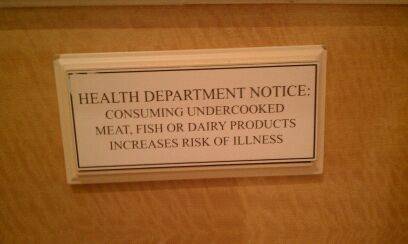 HEALTH DEPARTMENT NOTICE:
CONSUMING UNDERCOOKED
MEAT, FISH OR DAIRY PRODUCTS
INCREASES RISK OF ILLNESS